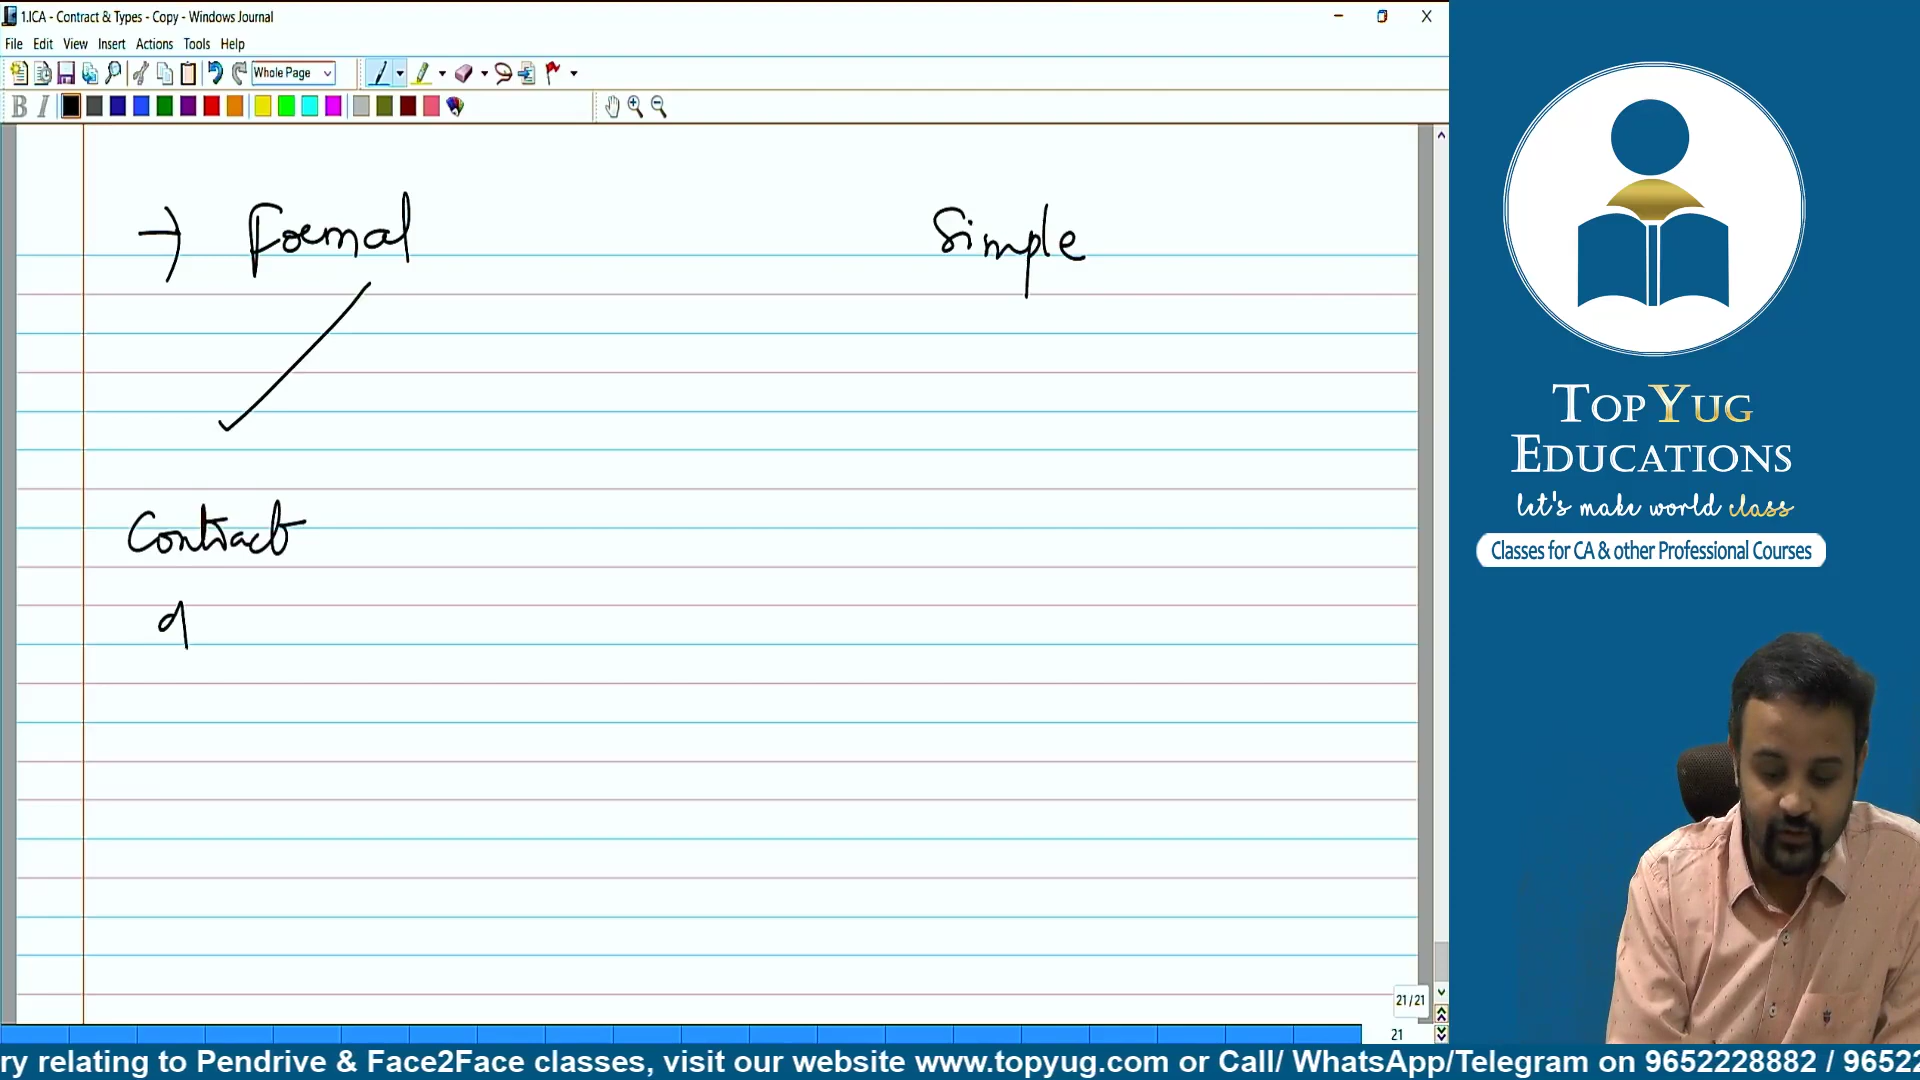 1.ICA - Contract & Types - Copy - Windows Journal
File Edit View Insert Actions Tools Help
Whole Page
B I
→ Formal
Simple
Contract
21/21
21
TOPYUG
EDUCATIONS
let's make world class
Classes for CA & other Professional Courses
ry relating to Pendrive & Face2Face classes, visit our website www.topyug.com or Call/ WhatsApp/Telegram on 9652228882 / 9652